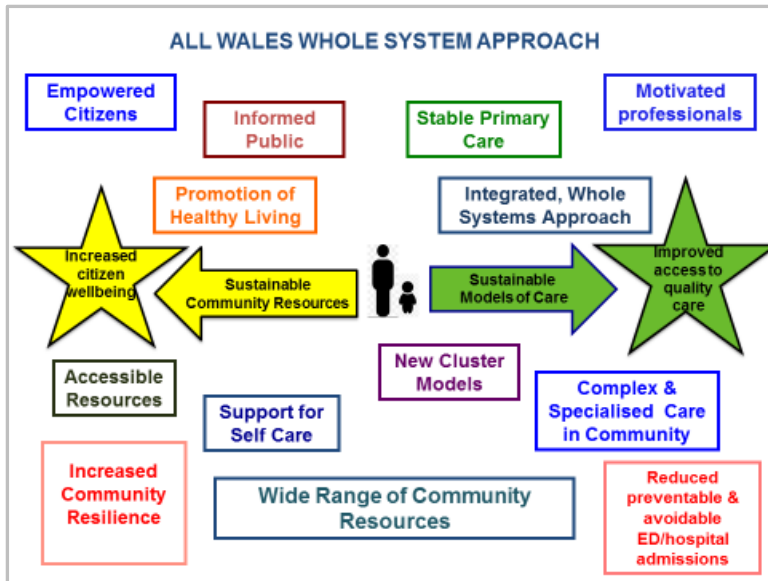 ALL WALES WHOLE SYSTEM APPROACH
Empowered
Citizens
Informed
Public
Stable Primary
Care
Motivated
professionals
Promotion of
Healthy Living
Integrated, Whole
Systems Approach
Increased
citizen
wellbeing
Sustainable
Community Resources
Sustainable
Models of Care
Improved
access to
quality
care
Accessible
Resources
Support for
Self Care
New Cluster
Models
Complex &
Specialised Care
in Community
Increased
Community
Resilience
Wide Range of Community
Resources
Reduced
preventable &
avoidable
ED/hospital
admissions